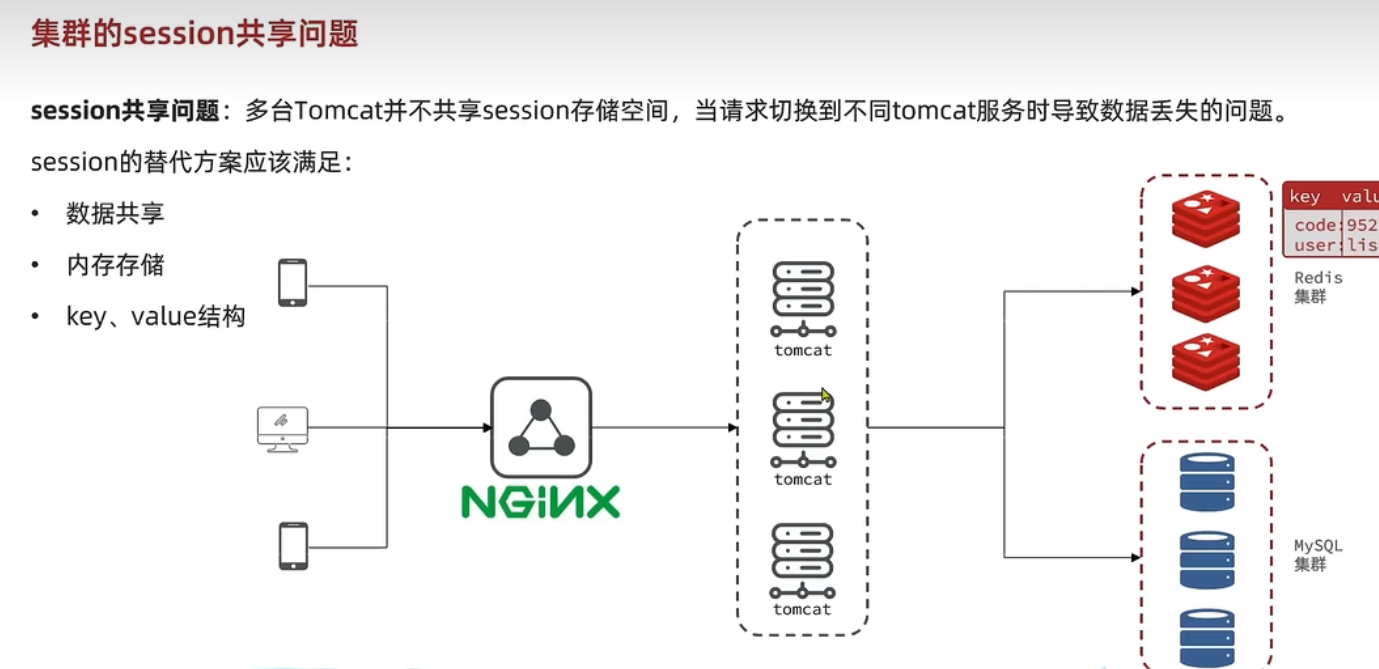 集群的session共享问题
session共享问题：多台Tomcat并不共享session存储空间，当请求切换到不同tomcat服务时导致数据丢失的问题。
session的替代方案应该满足：
• 数据共享
• 内存存储
• key、value结构
NGINX
tomcat
tomcat
tomcat
key valu
code:952
user:lis
Redis
集群
MySQL
集群